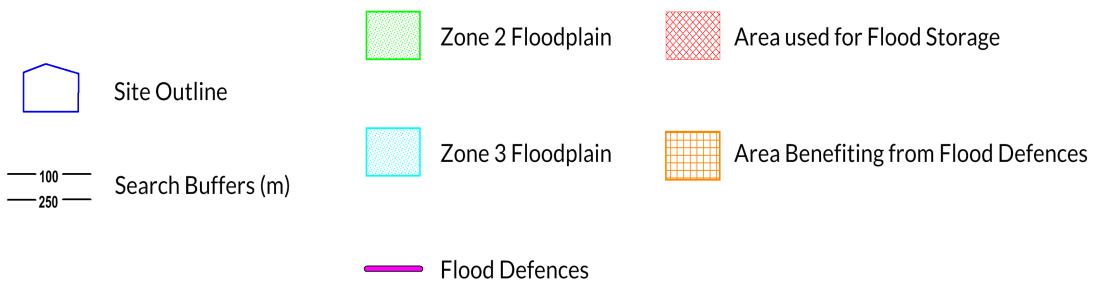 Site Outline
100
250
Search Buffers (m)
Zone 2 Floodplain
Zone 3 Floodplain
Flood Defences
Area used for Flood Storage
Area Benefiting from Flood Defences